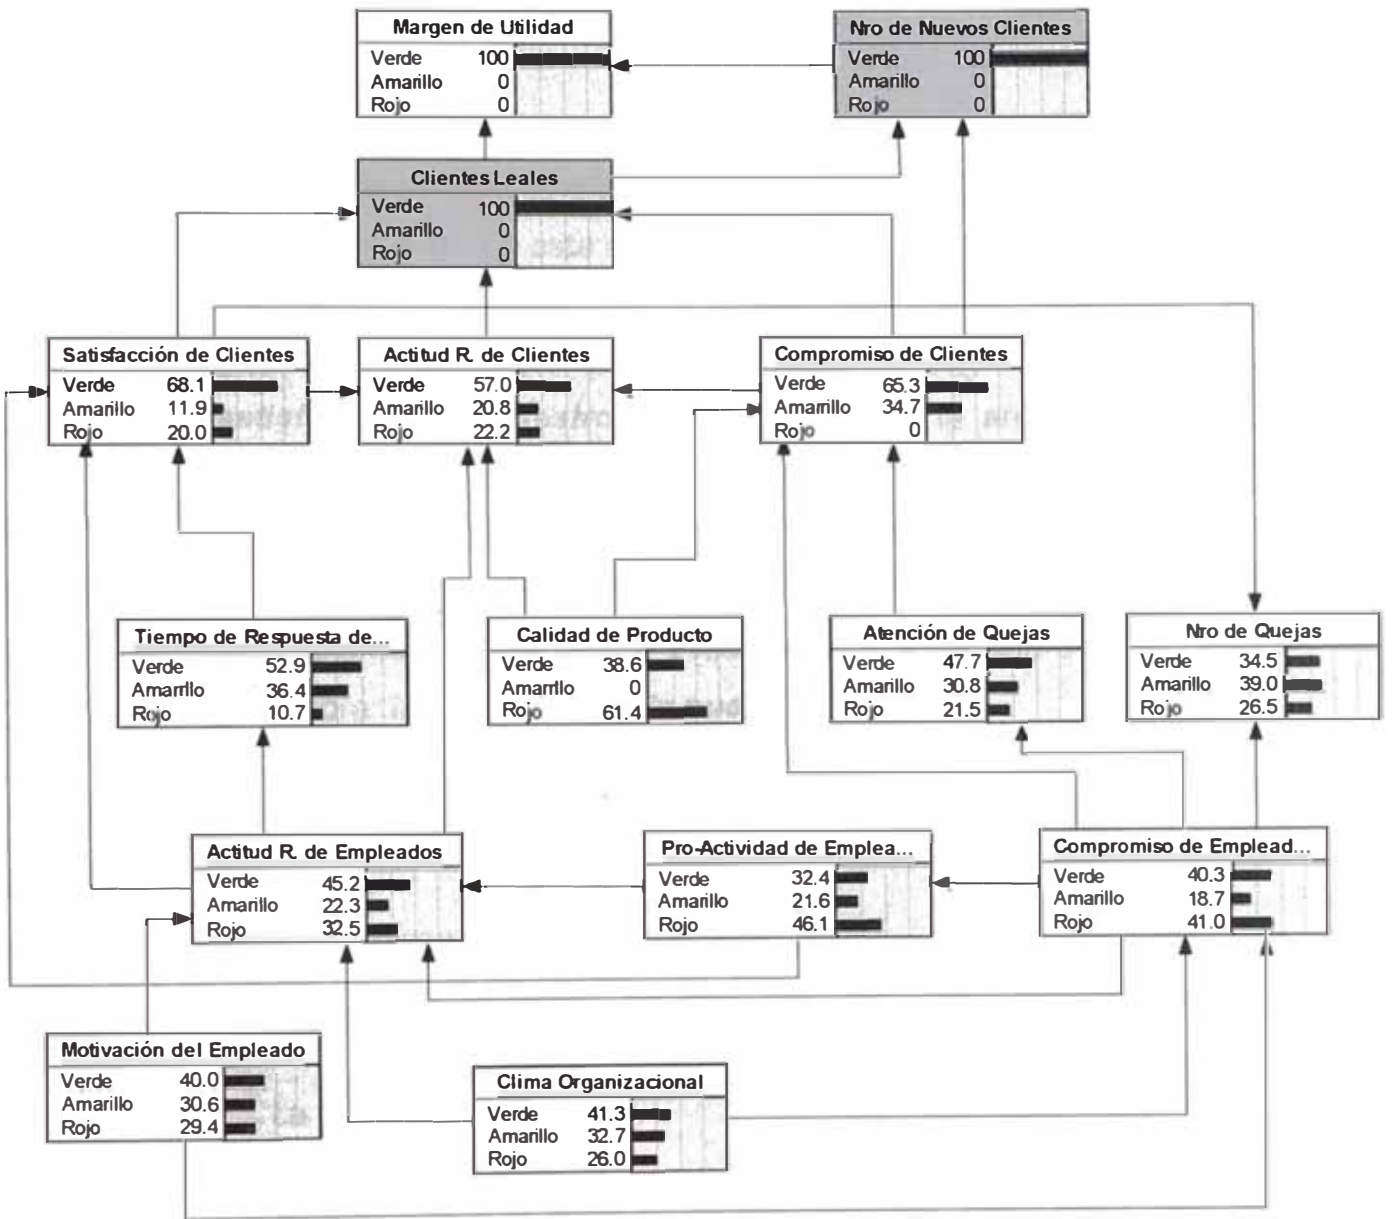 Margen de Utilidad
Verde 100
Amarillo 0
Rojo 0
Nro de Nuevos Clientes
Verde 100
Amarillo 0
Rojo 0
Clientes Leales
Verde 100
Amarillo 0
Rojo 0
Satisfacción de Clientes
Verde 68.1
Amarillo 11.9
Rojo 20.0
Actitud R. de Clientes
Verde 57.0
Amarillo 20.8
Rojo 22.2
Compromiso de Clientes
Verde 65.3
Amarillo 34.7
Rojo 0
Tiempo de Respuesta de...
Verde 52.9
Amarillo 36.4
Rojo 10.7
Calidad de Producto
Verde 38.6
Amarillo 0
Rojo 61.4
Atención de Quejas
Verde 47.7
Amarillo 30.8
Rojo 21.5
Nro de Quejas
Verde 34.5
Amarillo 39.0
Rojo 26.5
Actitud R. de Empleados
Verde 45.2
Amarillo 22.3
Rojo 32.5
Pro-Actividad de Emplea...
Verde 32.4
Amarillo 21.6
Rojo 46.1
Compromiso de Emplead...
Verde 40.3
Amarillo 18.7
Rojo 41.0
Motivación del Empleado
Verde 40.0
Amarillo 30.6
Rojo 29.4
Clima Organizacional
Verde 41.3
Amarillo 32.7
Rojo 26.0